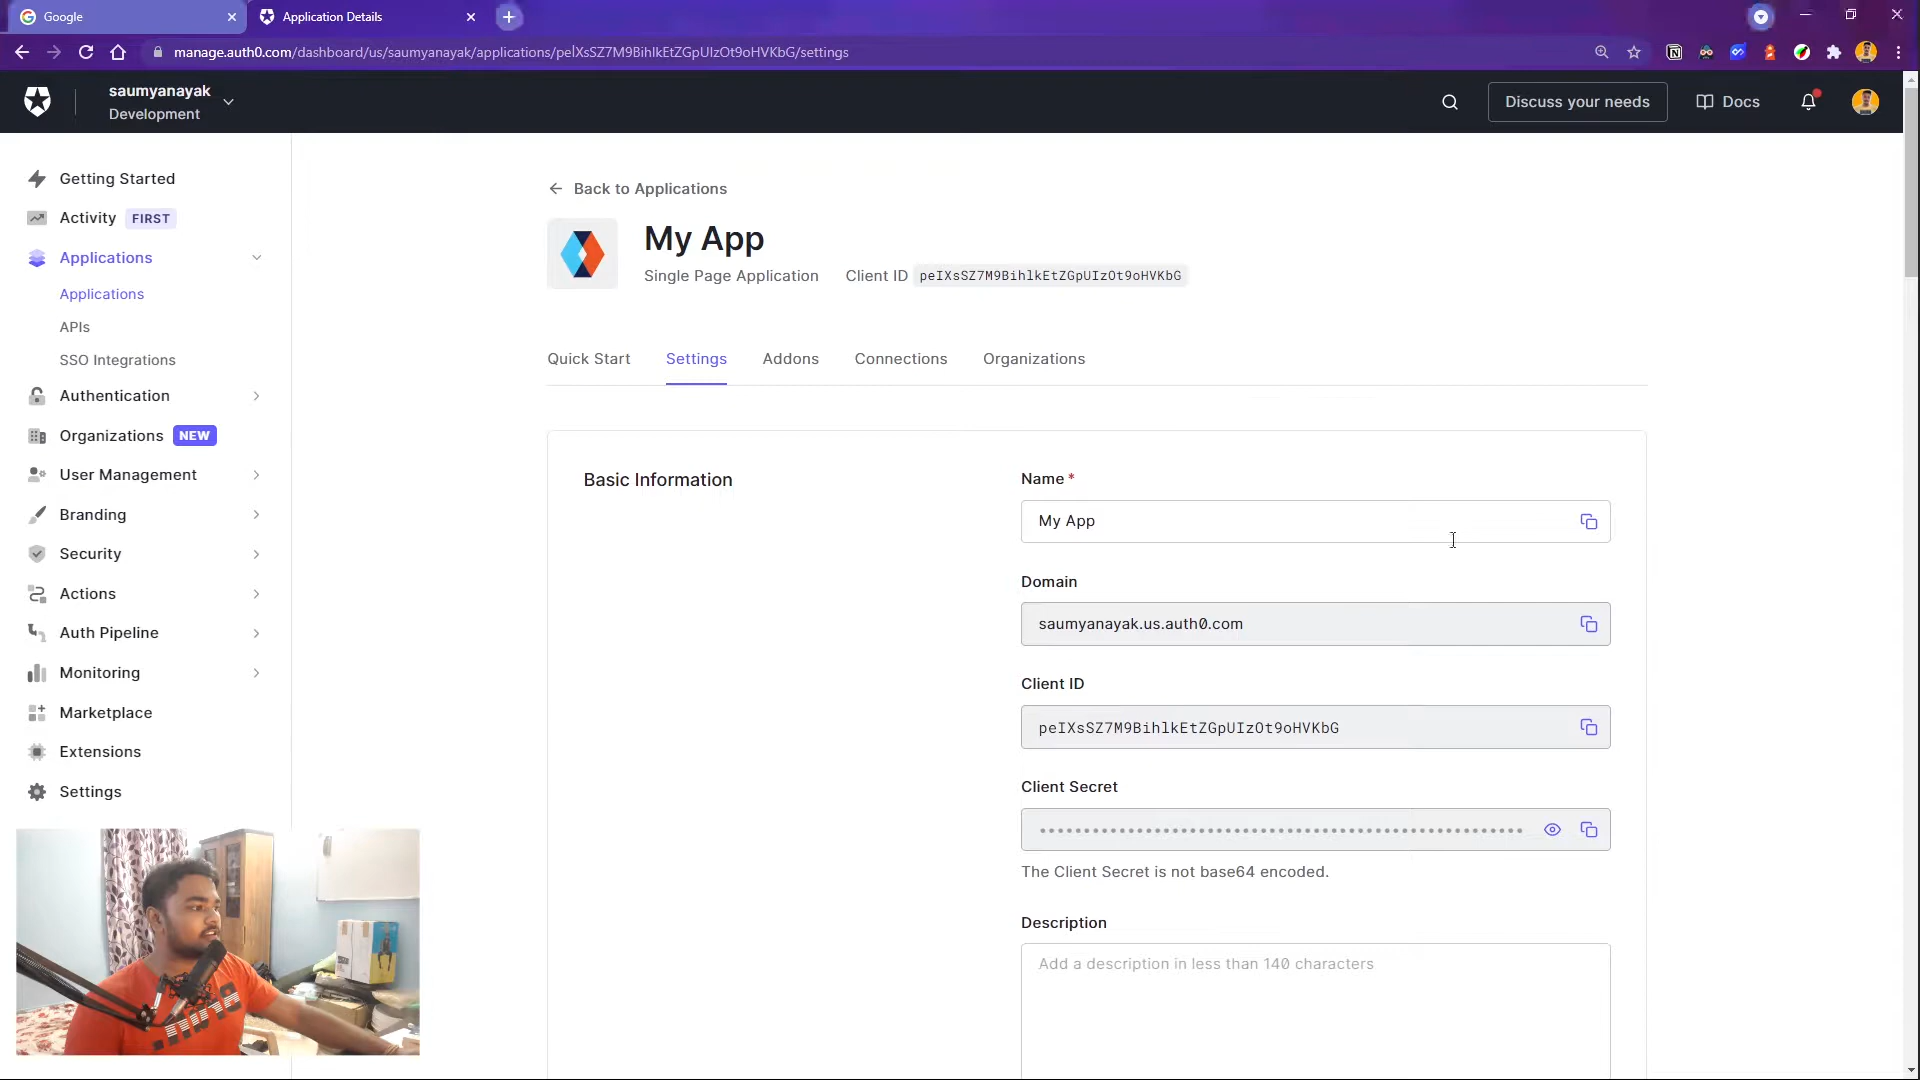 Google
Application Details
manage.auth0.com/dashboard/us/saumyanayak/applications/peIXsSZ7M9BihlkEtZGpUIzOt9oHVKbG/settings
saumyanayak
Development
Discuss your needs
Docs
Getting Started
Activity FIRST
Applications
Applications
APIs
SSO Integrations
Authentication
Organizations NEW
User Management
Branding
Security
Actions
Auth Pipeline
Monitoring
Marketplace
Extensions
Settings
Back to Applications
My App
Single Page Application Client ID peIXsSZ7M9BihlkEtZGpUIzOt9oHVKbG
Quick Start Settings Addons Connections Organizations
Basic Information
Name *
My App
Domain
saumyanayak.us.auth0.com
Client ID
peIXsSZ7M9BihlkEtZGpUIzOt9oHVKbG
Client Secret
The Client Secret is not base64 encoded.
Description
Add a description in less than 140 characters